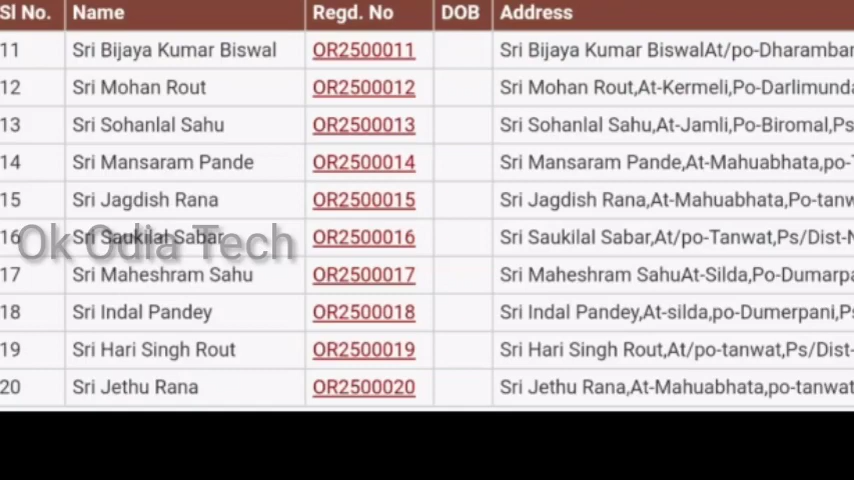 Sl No. Name Regd. No DOB Address
11 Sri Bijaya Kumar Biswal OR2500011 Sri Bijaya Kumar BiswalAt/po-Dharambar
12 Sri Mohan Rout OR2500012 Sri Mohan Rout,At-Kermeli,Po-Darlimunda
13 Sri Sohanlal Sahu OR2500013 Sri Sohanlal Sahu,At-Jamli,Po-Biromal,Ps
14 Sri Mansaram Pande OR2500014 Sri Mansaram Pande,At-Mahuabhata,po-T
15 Sri Jagdish Rana OR2500015 Sri Jagdish Rana,At-Mahuabhata,Po-tanw
16 Sri Saukilal Sabar OR2500016 Sri Saukilal Sabar,At/po-Tanwat,Ps/Dist-N
Ok Odia Tech
17 Sri Maheshram Sahu OR2500017 Sri Maheshram SahuAt-Silda,Po-Dumarpa
18 Sri Indal Pandey OR2500018 Sri Indal Pandey,At-silda,po-Dumerpani,Ps
19 Sri Hari Singh Rout OR2500019 Sri Hari Singh Rout,At/po-tanwat,Ps/Dist-
20 Sri Jethu Rana OR2500020 Sri Jethu Rana,At-Mahuabhata,po-tanwat